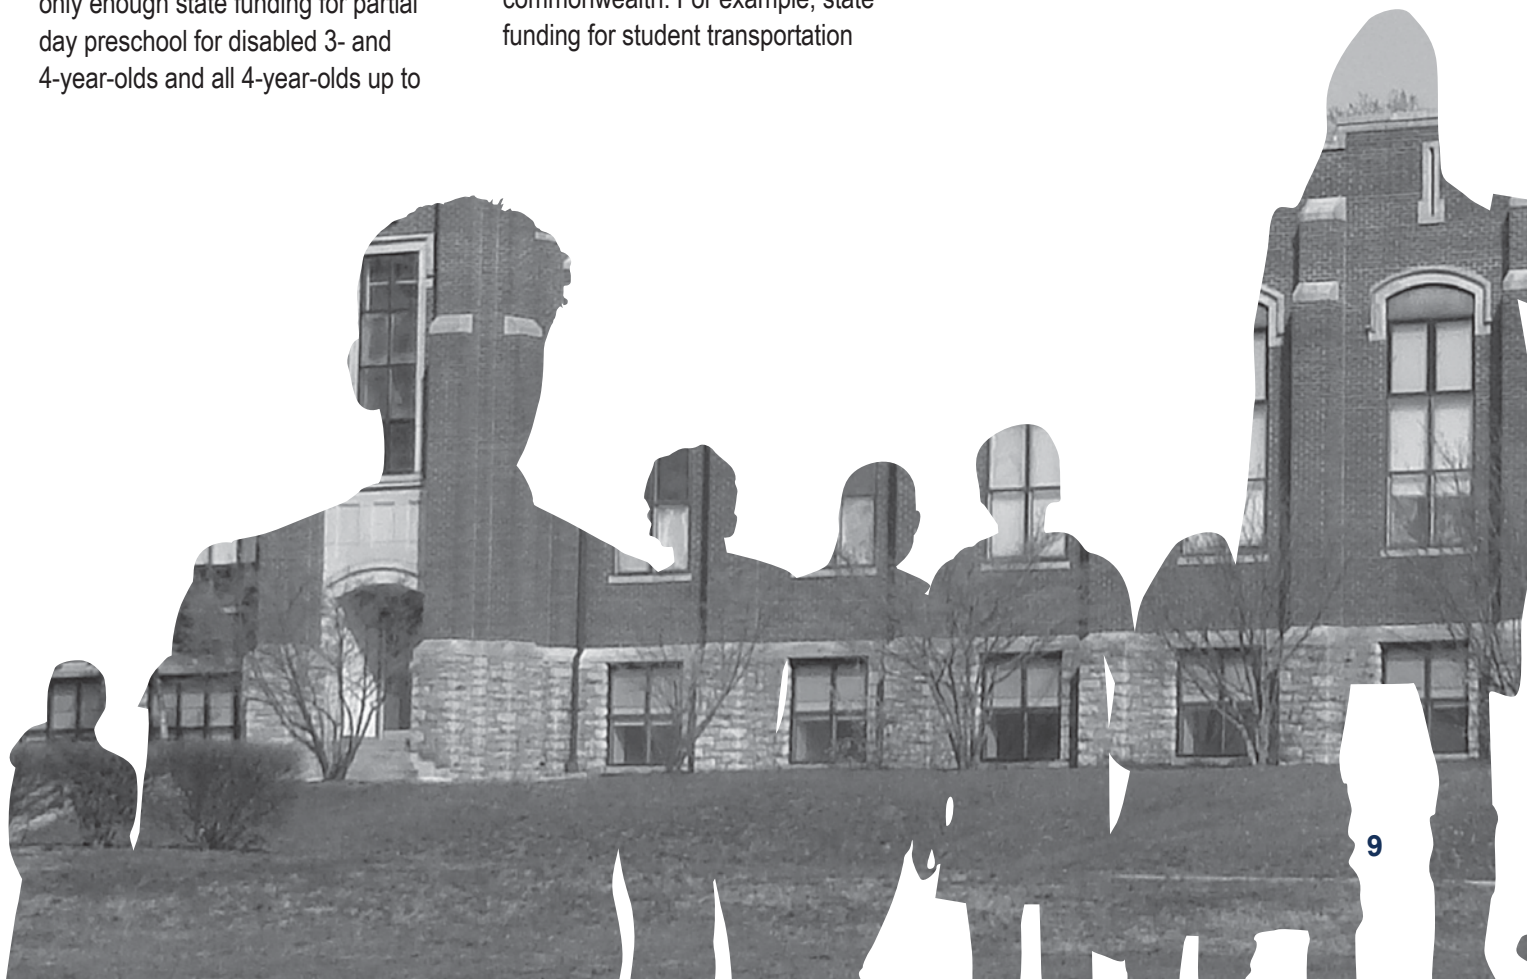 only enough state funding for partial
day preschool for disabled 3- and
4-year-olds and all 4-year-olds up to
commonwealth. For example, state
funding for student transportation
9